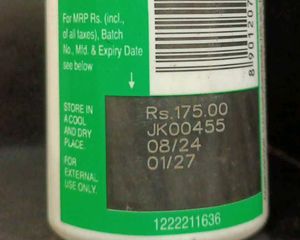 For MRP Rs. (incl.,
of all taxes), Batch
No., Mfd. & Expiry Date
see below
STORE IN
A COOL
AND DRY
PLACE.
FOR
EXTERNAL
USE ONLY.
Rs.175.00
JK00455
08/24
01/27
1222211636
8901207